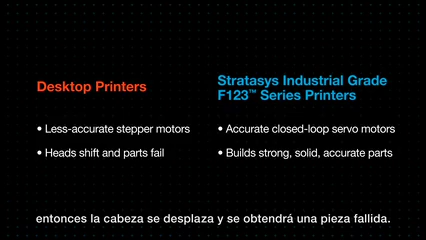 Desktop Printers
Stratasys Industrial Grade
F123™ Series Printers
• Less-accurate stepper motors
• Heads shift and parts fail
• Accurate closed-loop servo motors
• Builds strong, solid, accurate parts
entonces la cabeza se desplaza y se obtendrá una pieza fallida.